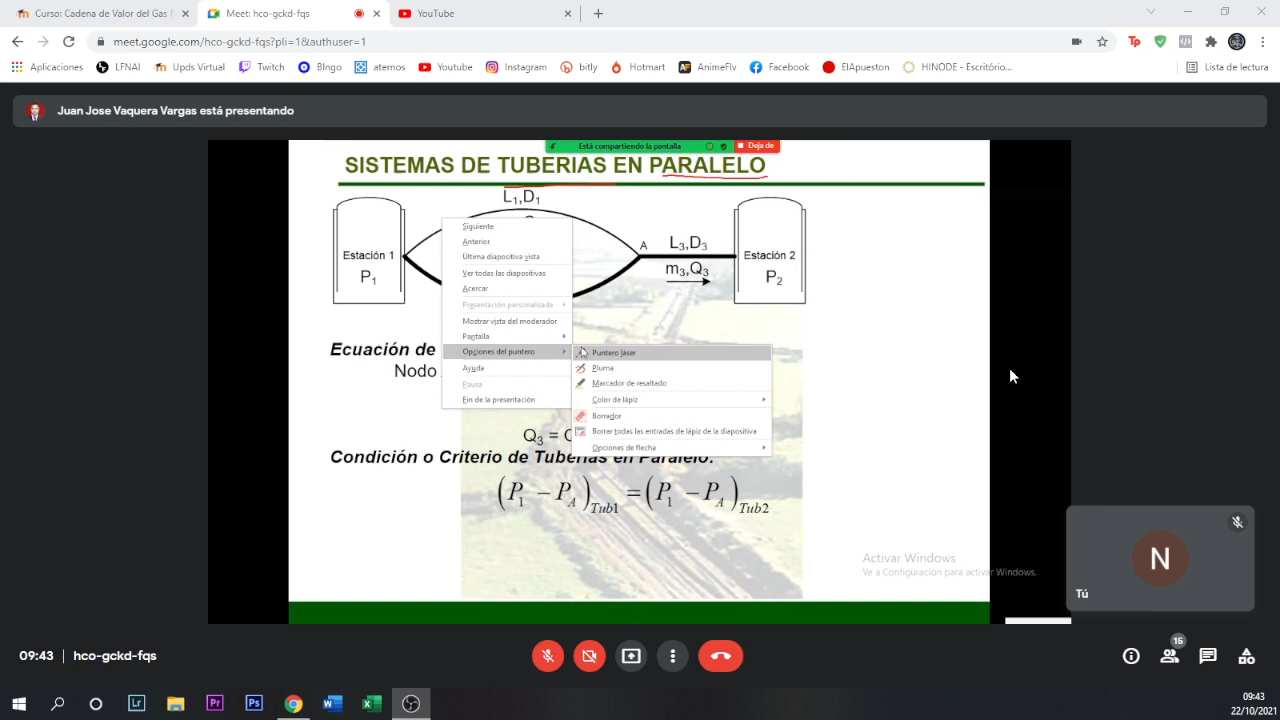 Curso: Cadena de Valor del Gas
Meet: hco-gckd-fqs
YouTube
meet.google.com/hco-gckd-fqs?pli=1&authuser=1
Aplicaciones
LFNAI
Upds Virtual
Twitch
BIngo
aternos
Youtube
Instagram
bitly
Hotmart
AnimeFlv
Facebook
ElApueston
HINODE - Escritório...
Lista de lectura
Juan Jose Vaquera Vargas está presentando
Está compartiendo la pantalla
Deja de
SISTEMAS DE TUBERIAS EN PARALELO
L1,D1
Estación 1
P1
A
L3,D3
m3,Q3
Estación 2
P2
Siguiente
Anterior
Última diapositiva vista
Ver todas las diapositivas
Acercar
Presentación personalizada
Mostrar vista del moderador
Pantalla
Opciones del puntero
Ayuda
Pausa
Fin de la presentación
Puntero láser
Pluma
Marcador de resaltado
Color de lápiz
Borrador
Borrar todas las entradas de lápiz de la diapositiva
Opciones de flecha
Ecuación de
Nodo
Q3 =
Condición o Criterio de Tuberías en Paralelo:
(P1 − PA)Tub1 = (P1 − PA)Tub2
Activar Windows
Ve a Configuración para activar Windows.
N
Tú
09:43
hco-gckd-fqs
15
Lr
Pr
Ps
09:43
22/10/2021